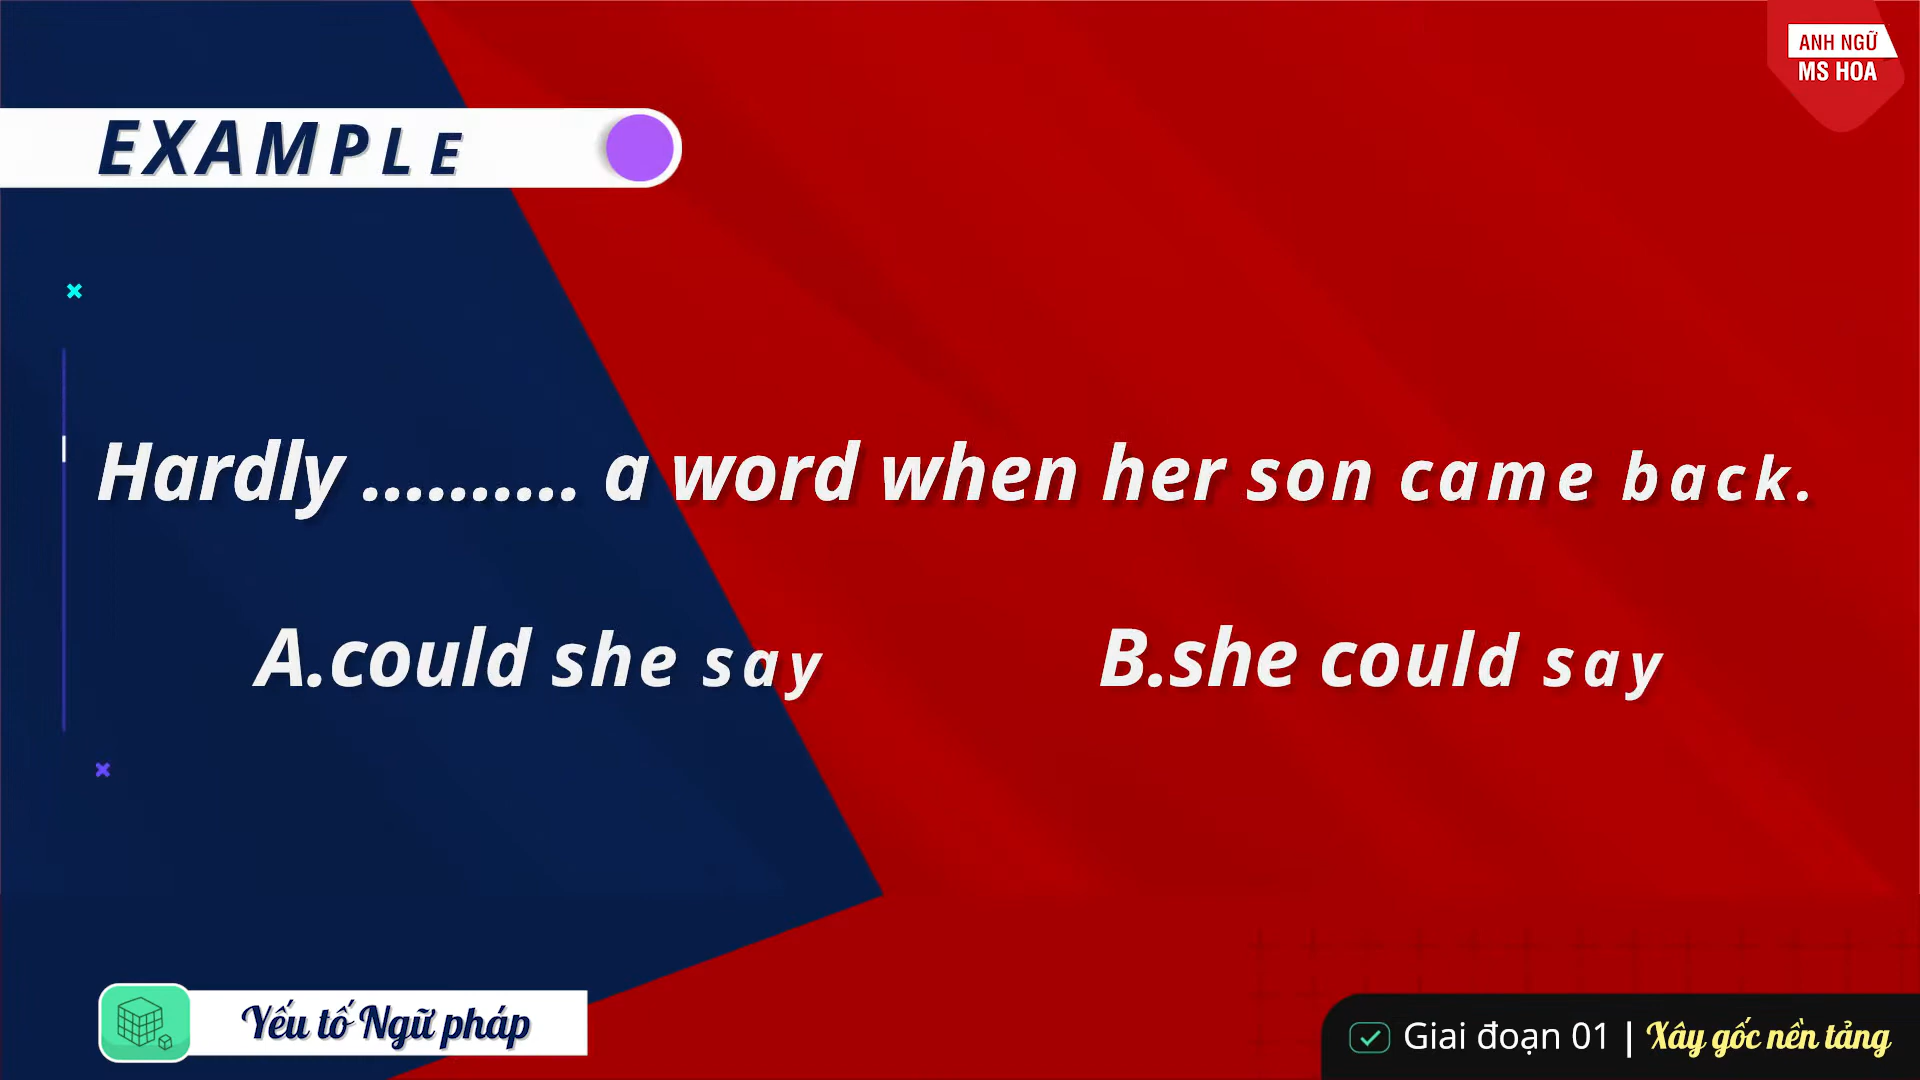 ANH NGỮ
MS HOA
EXAMPLE
Hardly .......... a word when her son came back.
A.could she say
B.she could say
Yếu tố Ngữ pháp
Giai đoạn 01 | Xây gốc nền tảng